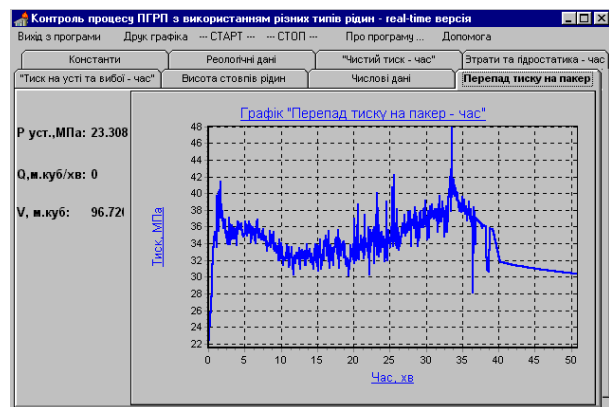 Контроль процесу ПГРП з використанням різних типів рідин - real-time версія
Вихід з програми Друк графіка --- СТАРТ --- --- СТОП --- Про програму ... Допомога
Константи Реологічні дані "Чистий тиск - час" Втрати та гідростатика - час
"Тиск на усті та вибої - час" Висота стовпів рідин Числові дані Перепад тиску на пакер
Графік "Перепад тиску на пакер - час"
Р уст.,МПа: 23.308
Q,м.куб/хв: 0
V, м.куб: 96.72
Тиск, МПа
48
46
44
42
40
38
36
34
32
30
28
26
24
22
0 5 10 15 20 25 30 35 40 45 50
Час, хв